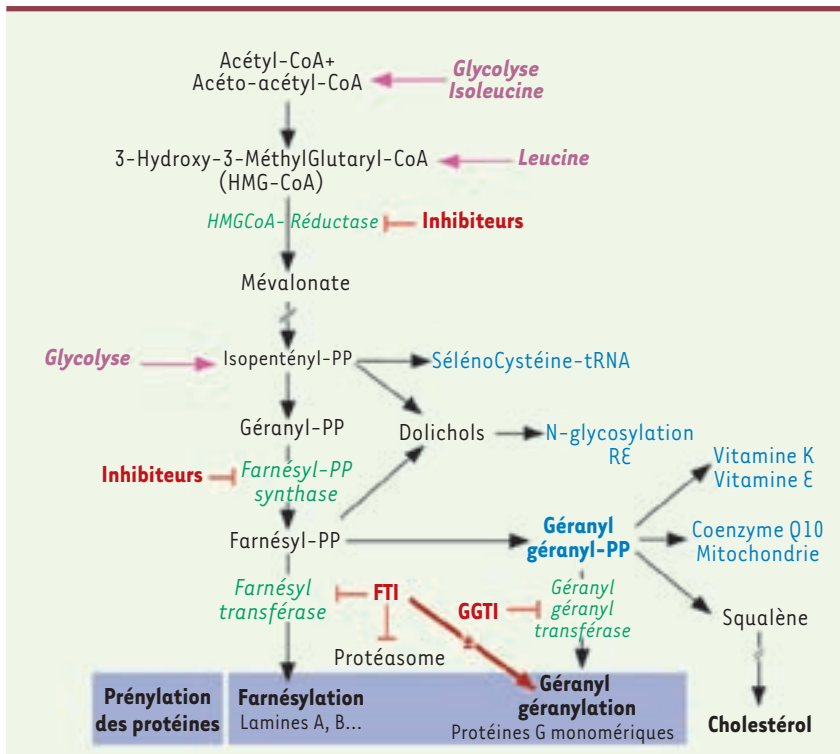 Acétyl-CoA+
Acéto-acétyl-CoA
Glycolyse
Isoleucine
3-Hydroxy-3-MéthylGlutaryl-CoA
(HMG-CoA)
Leucine
HMGCoA- Réductase
Inhibiteurs
Mévalonate
Glycolyse
Isopentényl-PP
SélénoCystéine-tRNA
Géranyl-PP
Dolichols
N-glycosylation
RE
Inhibiteurs
Farnésyl-PP
synthase
Vitamine K
Vitamine E
Farnésyl-PP
Géranyl
géranyl-PP
Coenzyme Q10
Mitochondrie
Farnésyl
transférase
FTI
GGTI
Géranyl
géranyl
transférase
Squalène
Protéasome
Prénylation
des protéines
Farnésylation
Lamines A, B...
Géranyl
géranylation
Protéines G monomériques
Cholestérol